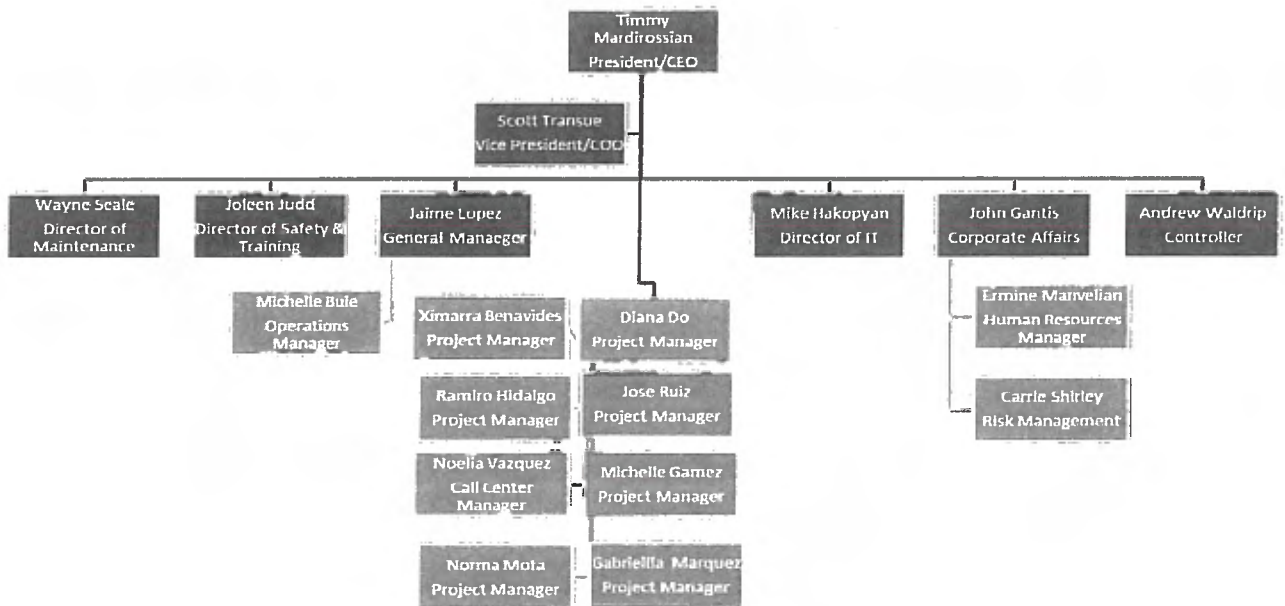 Timmy
Mardirossian
President/CEO
Scott Transue
Vice President/COO
Wayne Seale
Director of
Maintenance
Joleen Judd
Director of Safety &
Training
Jaime Lopez
General Manaeger
Mike Hakopyan
Director of IT
John Gantis
Corporate Affairs
Andrew Waldrip
Controller
Michelle Bule
Operations
Manager
Ximarra Benavides
Project Manager
Diana Do
Project Manager
Ermine Manvelian
Human Resources
Manager
Ramiro Hidalgo
Project Manager
Jose Ruiz
Project Manager
Carrie Shirley
Risk Management
Noelia Vazquez
Call Center
Manager
Michelle Gamez
Project Manager
Norma Mota
Project Manager
Gabriellia Marquez
Project Manager